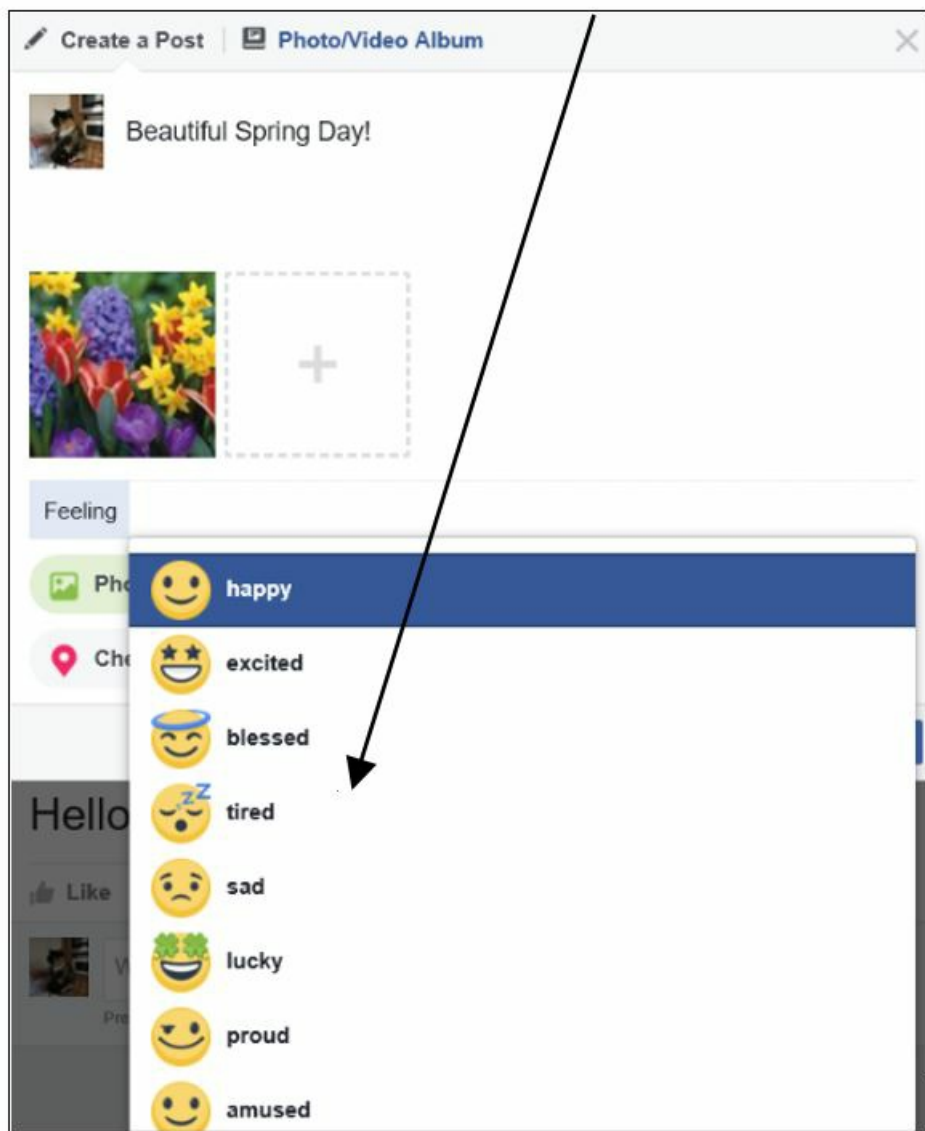 Create a Post Photo/Video Album
Beautiful Spring Day!
Feeling
happy
excited
blessed
tired
Hello
sad
Like
lucky
proud
amused